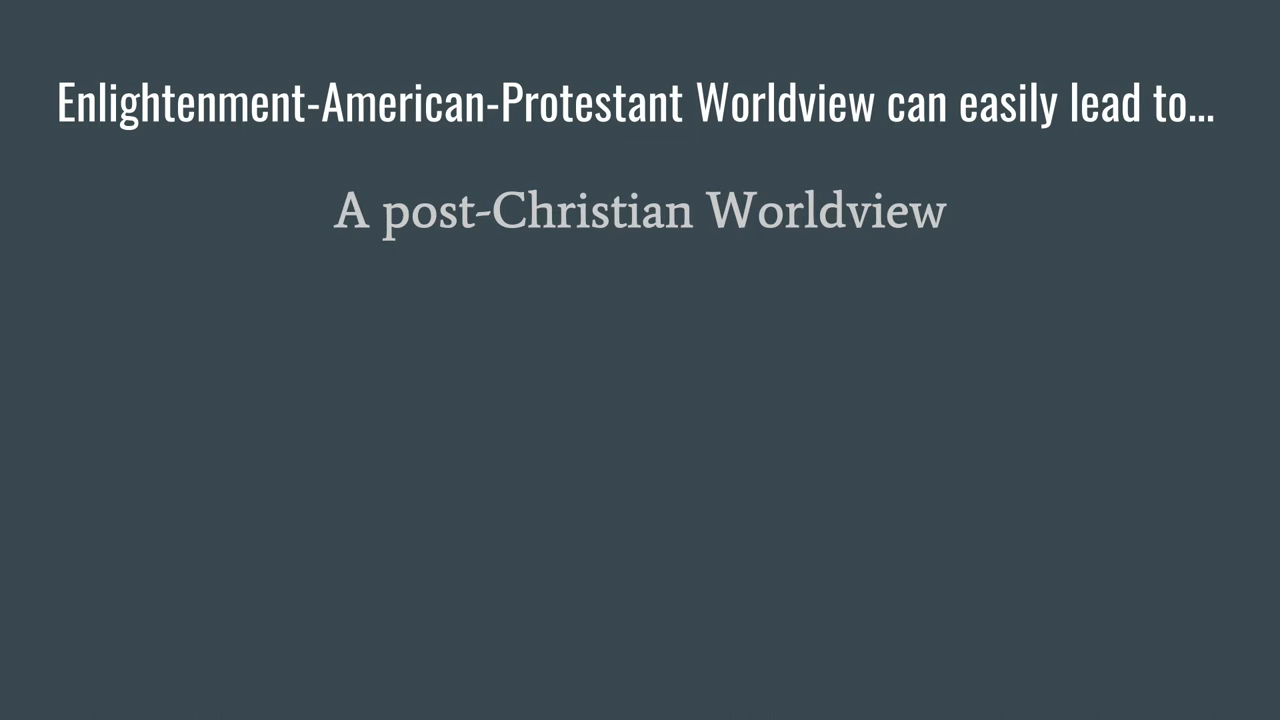 Enlightenment-American-Protestant Worldview can easily lead to...
A post-Christian Worldview